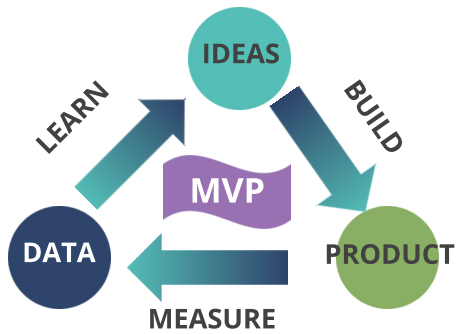 IDEAS
LEARN
BUILD
MVP
DATA
PRODUCT
MEASURE